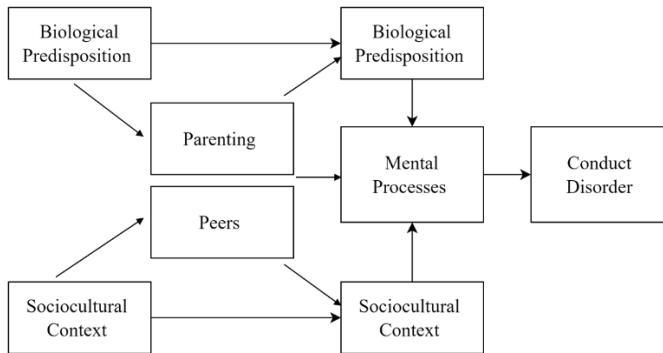 Biological
Predisposition
Biological
Predisposition
Parenting
Mental
Processes
Conduct
Disorder
Peers
Sociocultural
Context
Sociocultural
Context